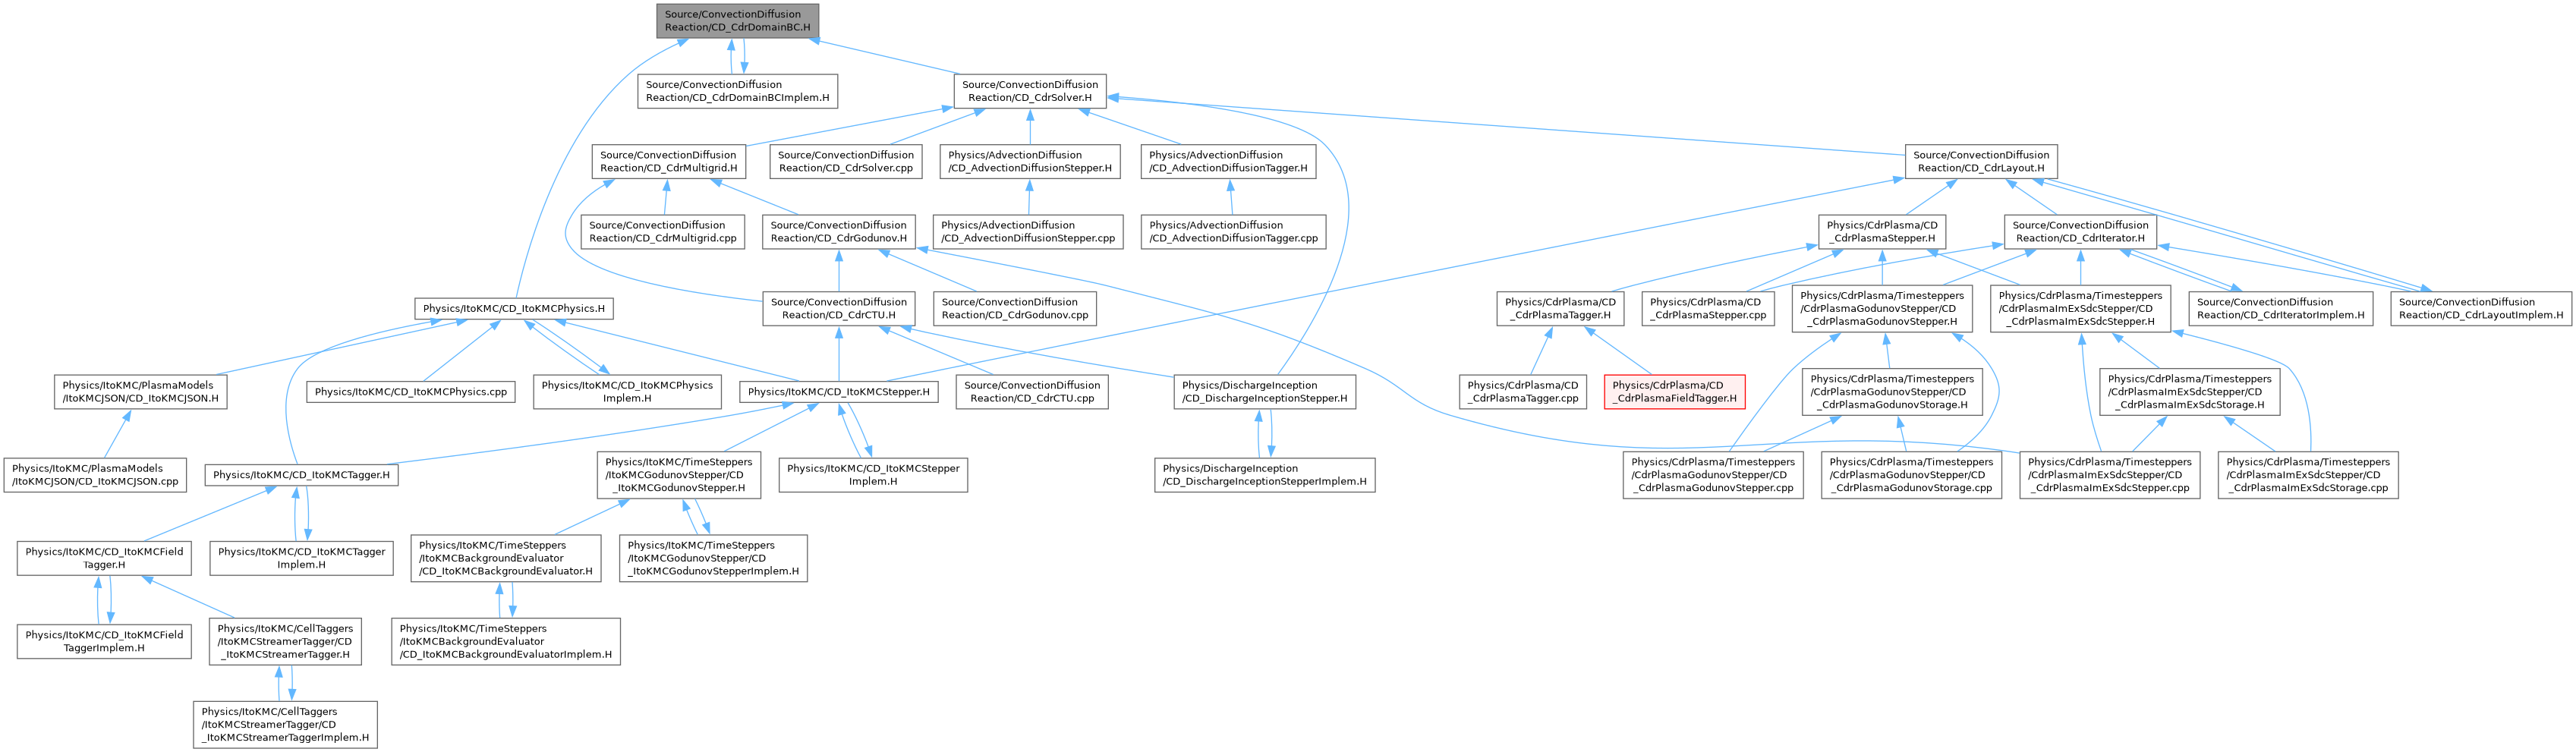 Source/ConvectionDiffusion
Reaction/CD_CdrDomainBC.H
Source/ConvectionDiffusion
Reaction/CD_CdrDomainBCImplem.H
Source/ConvectionDiffusion
Reaction/CD_CdrSolver.H
Source/ConvectionDiffusion
Reaction/CD_CdrMultigrid.H
Source/ConvectionDiffusion
Reaction/CD_CdrSolver.cpp
Physics/AdvectionDiffusion
/CD_AdvectionDiffusionStepper.H
Physics/AdvectionDiffusion
/CD_AdvectionDiffusionTagger.H
Source/ConvectionDiffusion
Reaction/CD_CdrLayout.H
Source/ConvectionDiffusion
Reaction/CD_CdrMultigrid.cpp
Source/ConvectionDiffusion
Reaction/CD_CdrGodunov.H
Physics/AdvectionDiffusion
/CD_AdvectionDiffusionStepper.cpp
Physics/AdvectionDiffusion
/CD_AdvectionDiffusionTagger.cpp
Physics/CdrPlasma/CD
_CdrPlasmaStepper.H
Source/ConvectionDiffusion
Reaction/CD_CdrIterator.H
Physics/ItoKMC/CD_ItoKMCPhysics.H
Source/ConvectionDiffusion
Reaction/CD_CdrCTU.H
Source/ConvectionDiffusion
Reaction/CD_CdrGodunov.cpp
Physics/CdrPlasma/CD
_CdrPlasmaTagger.H
Physics/CdrPlasma/CD
_CdrPlasmaStepper.cpp
Physics/CdrPlasma/Timesteppers
/CdrPlasmaGodunovStepper/CD
_CdrPlasmaGodunovStepper.H
Physics/CdrPlasma/Timesteppers
/CdrPlasmaImExSdcStepper/CD
_CdrPlasmaImExSdcStepper.H
Source/ConvectionDiffusion
Reaction/CD_CdrIteratorImplem.H
Source/ConvectionDiffusion
Reaction/CD_CdrLayoutImplem.H
Physics/ItoKMC/PlasmaModels
/ItoKMCJSON/CD_ItoKMCJSON.H
Physics/ItoKMC/CD_ItoKMCPhysics.cpp
Physics/ItoKMC/CD_ItoKMCPhysics
Implem.H
Physics/ItoKMC/CD_ItoKMCStepper.H
Source/ConvectionDiffusion
Reaction/CD_CdrCTU.cpp
Physics/DischargeInception
/CD_DischargeInceptionStepper.H
Physics/CdrPlasma/CD
_CdrPlasmaTagger.cpp
Physics/CdrPlasma/CD
_CdrPlasmaFieldTagger.H
Physics/CdrPlasma/Timesteppers
/CdrPlasmaGodunovStepper/CD
_CdrPlasmaGodunovStorage.H
Physics/CdrPlasma/Timesteppers
/CdrPlasmaImExSdcStepper/CD
_CdrPlasmaImExSdcStorage.H
Physics/ItoKMC/PlasmaModels
/ItoKMCJSON/CD_ItoKMCJSON.cpp
Physics/ItoKMC/CD_ItoKMCTagger.H
Physics/ItoKMC/TimeSteppers
/ItoKMCGodunovStepper/CD
_ItoKMCGodunovStepper.H
Physics/ItoKMC/CD_ItoKMCStepper
Implem.H
Physics/DischargeInception
/CD_DischargeInceptionStepperImplem.H
Physics/CdrPlasma/Timesteppers
/CdrPlasmaGodunovStepper/CD
_CdrPlasmaGodunovStepper.cpp
Physics/CdrPlasma/Timesteppers
/CdrPlasmaGodunovStepper/CD
_CdrPlasmaGodunovStorage.cpp
Physics/CdrPlasma/Timesteppers
/CdrPlasmaImExSdcStepper/CD
_CdrPlasmaImExSdcStepper.cpp
Physics/CdrPlasma/Timesteppers
/CdrPlasmaImExSdcStepper/CD
_CdrPlasmaImExSdcStorage.cpp
Physics/ItoKMC/CD_ItoKMCField
Tagger.H
Physics/ItoKMC/CD_ItoKMCTagger
Implem.H
Physics/ItoKMC/TimeSteppers
/ItoKMCBackgroundEvaluator
/CD_ItoKMCBackgroundEvaluator.H
Physics/ItoKMC/TimeSteppers
/ItoKMCGodunovStepper/CD
_ItoKMCGodunovStepperImplem.H
Physics/ItoKMC/CD_ItoKMCField
TaggerImplem.H
Physics/ItoKMC/CellTaggers
/ItoKMCStreamerTagger/CD
_ItoKMCStreamerTagger.H
Physics/ItoKMC/TimeSteppers
/ItoKMCBackgroundEvaluator
/CD_ItoKMCBackgroundEvaluatorImplem.H
Physics/ItoKMC/CellTaggers
/ItoKMCStreamerTagger/CD
_ItoKMCStreamerTaggerImplem.H